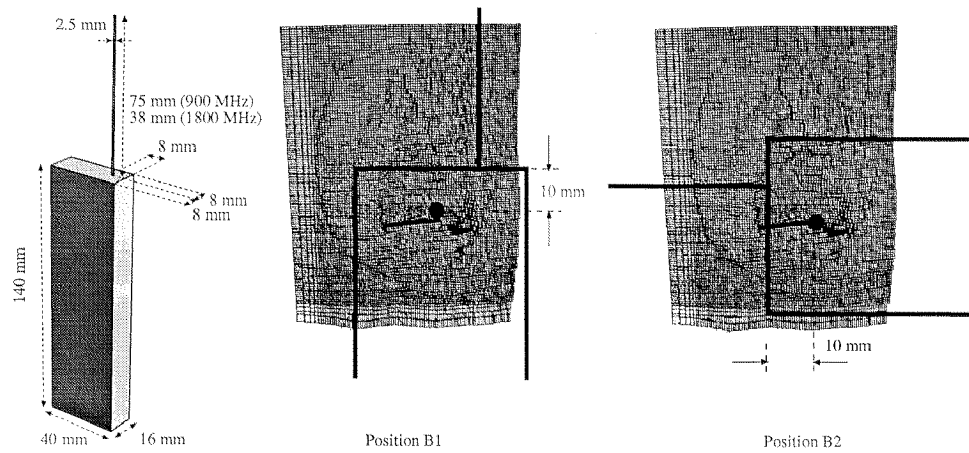 2.5 mm
75 mm (900 MHz)
38 mm (1800 MHz)
8 mm
8 mm
8 mm
140 mm
40 mm
16 mm
10 mm
Position B1
10 mm
Position B2